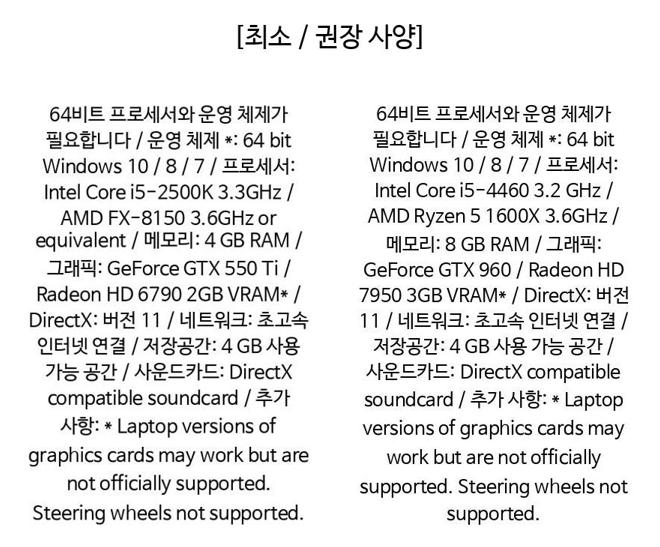 [최소 / 권장 사양]
64비트 프로세서와 운영 체제가
필요합니다 / 운영 체제 *: 64 bit
Windows 10 / 8 / 7 / 프로세서:
Intel Core i5-2500K 3.3GHz /
AMD FX-8150 3.6GHz or
equivalent / 메모리: 4 GB RAM /
그래픽: GeForce GTX 550 Ti /
Radeon HD 6790 2GB VRAM* /
DirectX: 버전 11 / 네트워크: 초고속
인터넷 연결 / 저장공간: 4 GB 사용
가능 공간 / 사운드카드: DirectX
compatible soundcard / 추가
사항: * Laptop versions of
graphics cards may work but are
not officially supported.
Steering wheels not supported.
64비트 프로세서와 운영 체제가
필요합니다 / 운영 체제 *: 64 bit
Windows 10 / 8 / 7 / 프로세서:
Intel Core i5-4460 3.2 GHz /
AMD Ryzen 5 1600X 3.6GHz /
메모리: 8 GB RAM / 그래픽:
GeForce GTX 960 / Radeon HD
7950 3GB VRAM* / DirectX: 버전
11 / 네트워크: 초고속 인터넷 연결 /
저장공간: 4 GB 사용 가능 공간 /
사운드카드: DirectX compatible
soundcard / 추가 사항: * Laptop
versions of graphics cards may
work but are not officially
supported. Steering wheels not
supported.